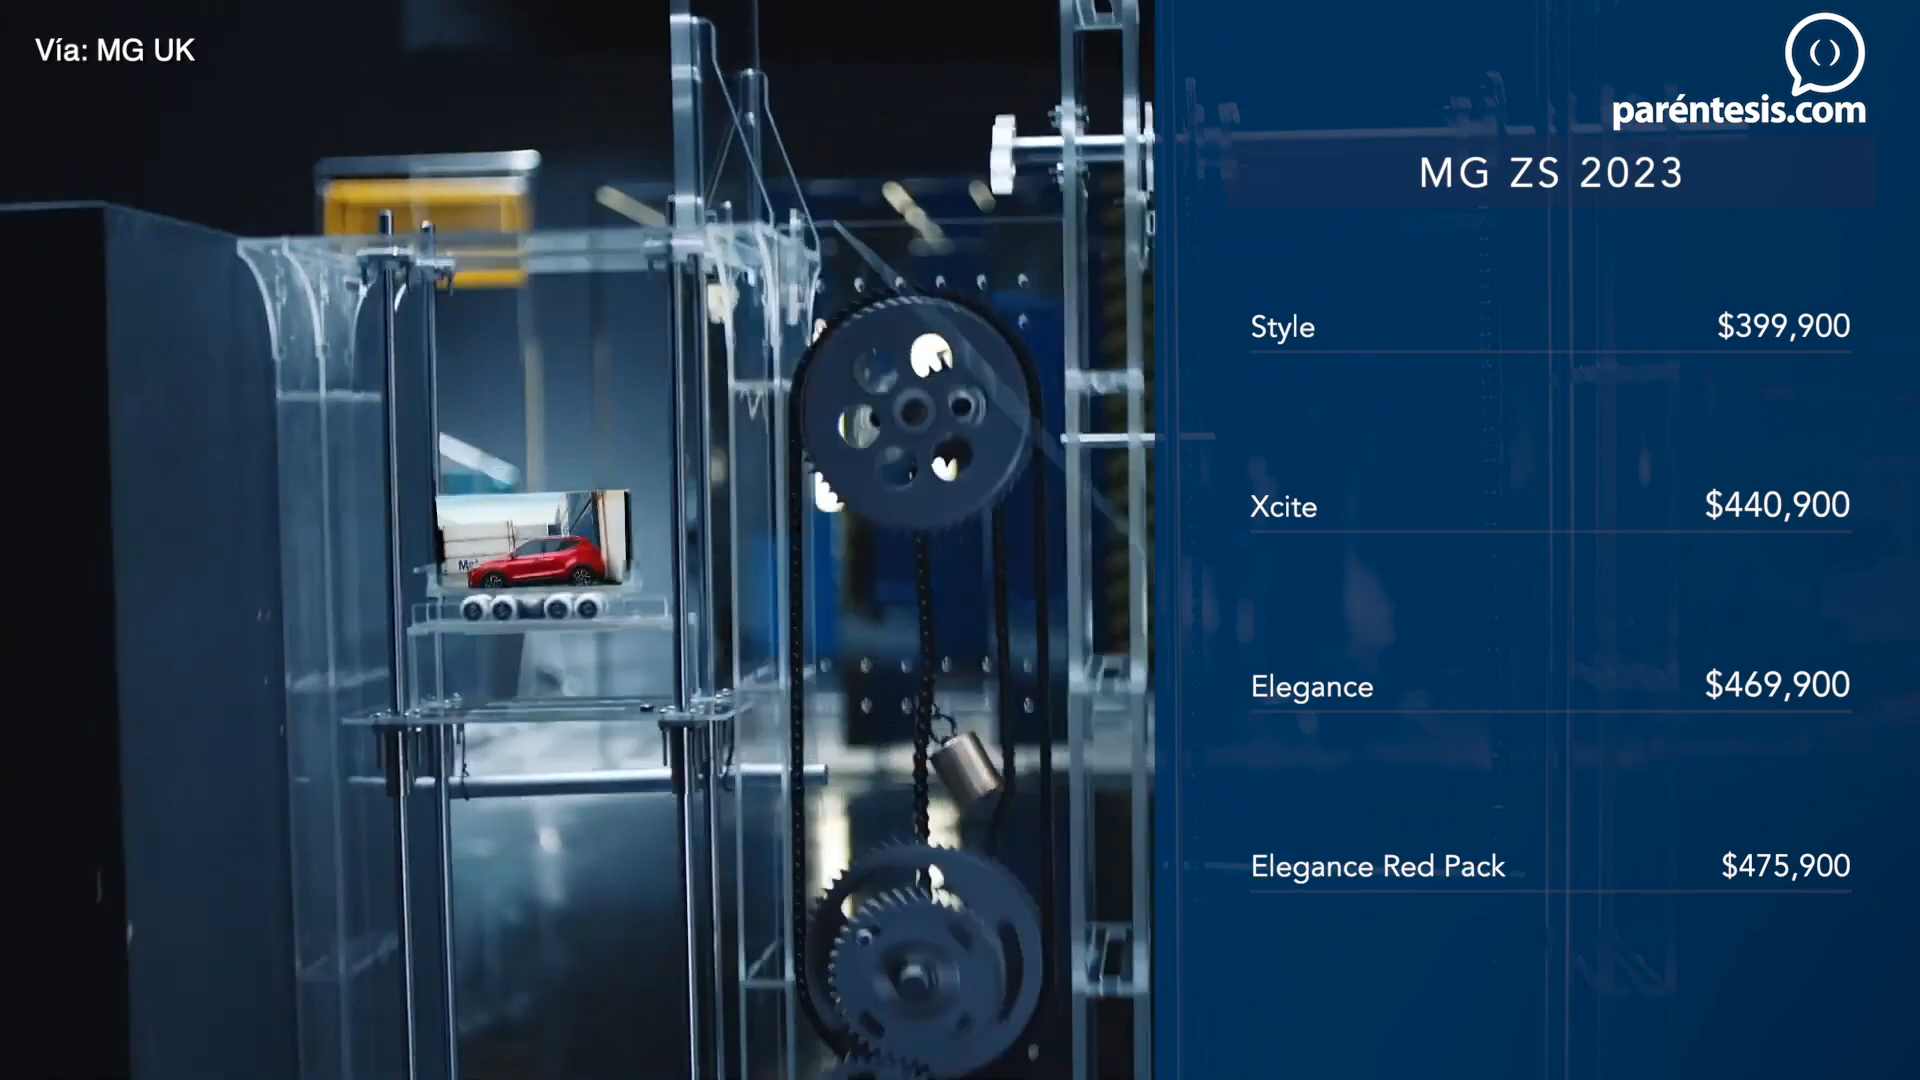 Vía: MG UK
()
paréntesis.com
MG ZS 2023
Style $399,900
Xcite $440,900
Elegance $469,900
Elegance Red Pack $475,900